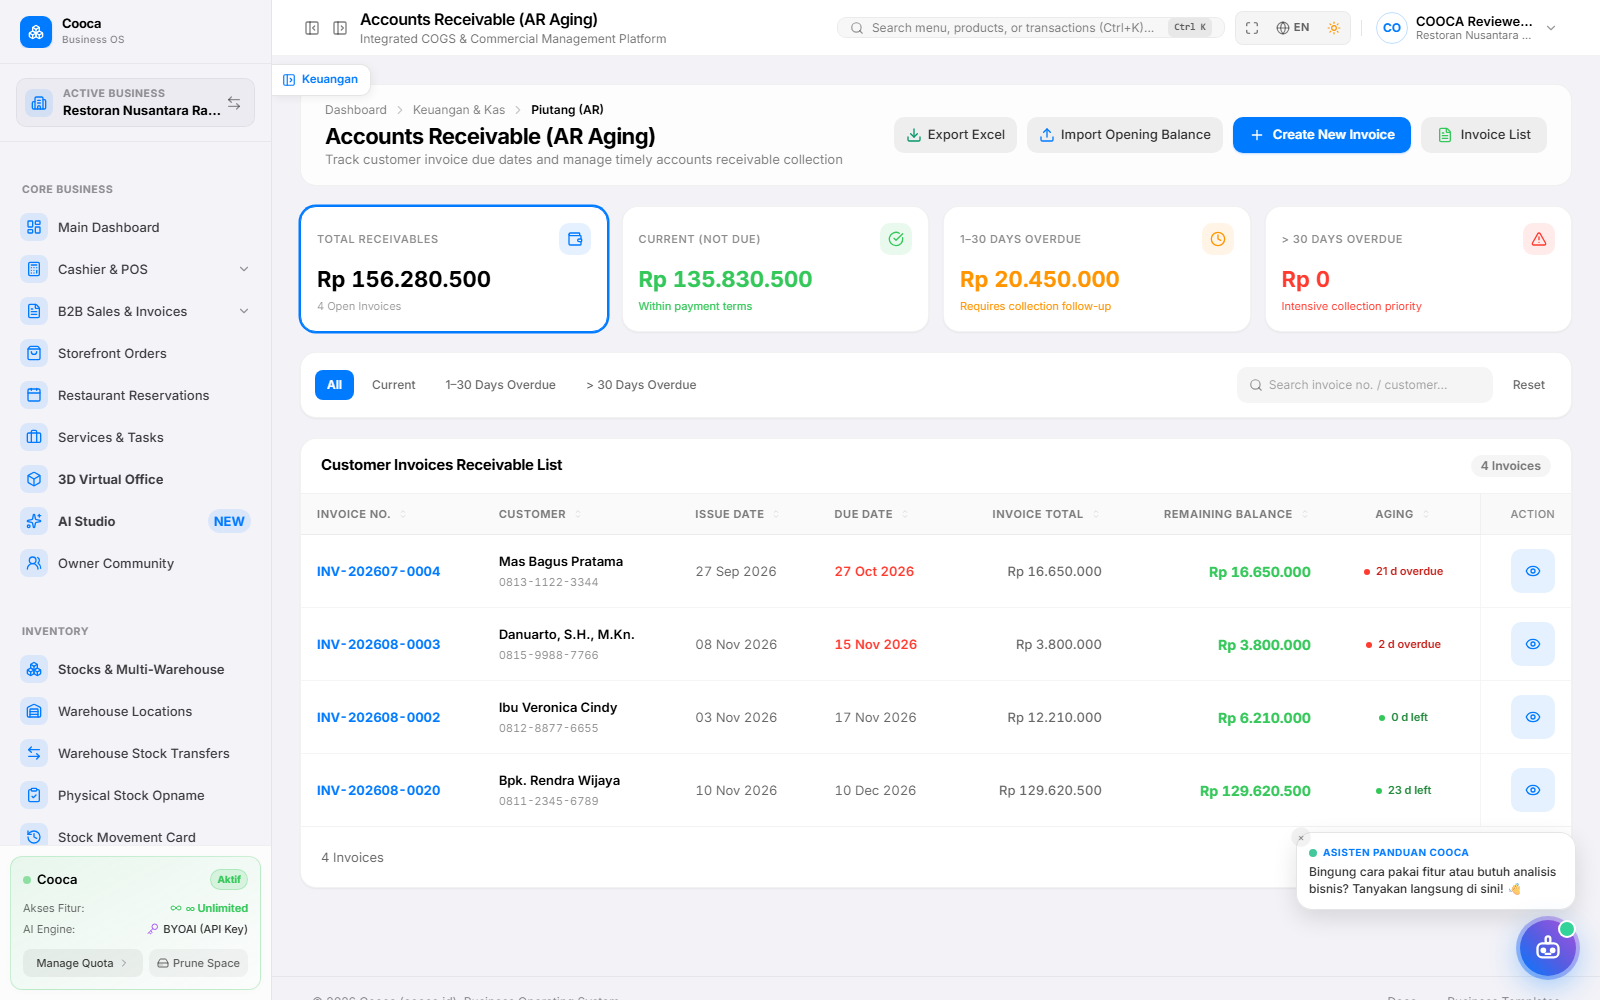 Cooca
Business OS
ACTIVE BUSINESS
Restoran Nusantara Ra...
CORE BUSINESS
Main Dashboard
Cashier & POS
B2B Sales & Invoices
Storefront Orders
Restaurant Reservations
Services & Tasks
3D Virtual Office
AI Studio NEW
Owner Community
INVENTORY
Stocks & Multi-Warehouse
Warehouse Locations
Warehouse Stock Transfers
Physical Stock Opname
Stock Movement Card
Cooca Aktif
Akses Fitur: ∞ Unlimited
AI Engine: BYOAI (API Key)
Manage Quota
Prune Space
Accounts Receivable (AR Aging)
Integrated COGS & Commercial Management Platform
Search menu, products, or transactions (Ctrl+K)... Ctrl K
EN
CO
COOCA Reviewe...
Restoran Nusantara ...
Keuangan
Dashboard > Keuangan & Kas > Piutang (AR)
Accounts Receivable (AR Aging)
Track customer invoice due dates and manage timely accounts receivable collection
Export Excel
Import Opening Balance
+ Create New Invoice
Invoice List
TOTAL RECEIVABLES
Rp 156.280.500
4 Open Invoices
CURRENT (NOT DUE)
Rp 135.830.500
Within payment terms
1–30 DAYS OVERDUE
Rp 20.450.000
Requires collection follow-up
> 30 DAYS OVERDUE
Rp 0
Intensive collection priority
All Current 1–30 Days Overdue > 30 Days Overdue
Search invoice no. / customer...
Reset
Customer Invoices Receivable List
4 Invoices
INVOICE NO. CUSTOMER ISSUE DATE DUE DATE INVOICE TOTAL REMAINING BALANCE AGING ACTION
INV-202607-0004 Mas Bagus Pratama 27 Sep 2026 27 Oct 2026 Rp 16.650.000 Rp 16.650.000 21 d overdue
0813-1122-3344
INV-202608-0003 Danuarto, S.H., M.Kn. 08 Nov 2026 15 Nov 2026 Rp 3.800.000 Rp 3.800.000 2 d overdue
0815-9988-7766
INV-202608-0002 Ibu Veronica Cindy 03 Nov 2026 17 Nov 2026 Rp 12.210.000 Rp 6.210.000 0 d left
0812-8877-6655
INV-202608-0020 Bpk. Rendra Wijaya 10 Nov 2026 10 Dec 2026 Rp 129.620.500 Rp 129.620.500 23 d left
0811-2345-6789
4 Invoices
ASISTEN PANDUAN COOCA
Bingung cara pakai fitur atau butuh analisis
bisnis? Tanyakan langsung di sini! 👋